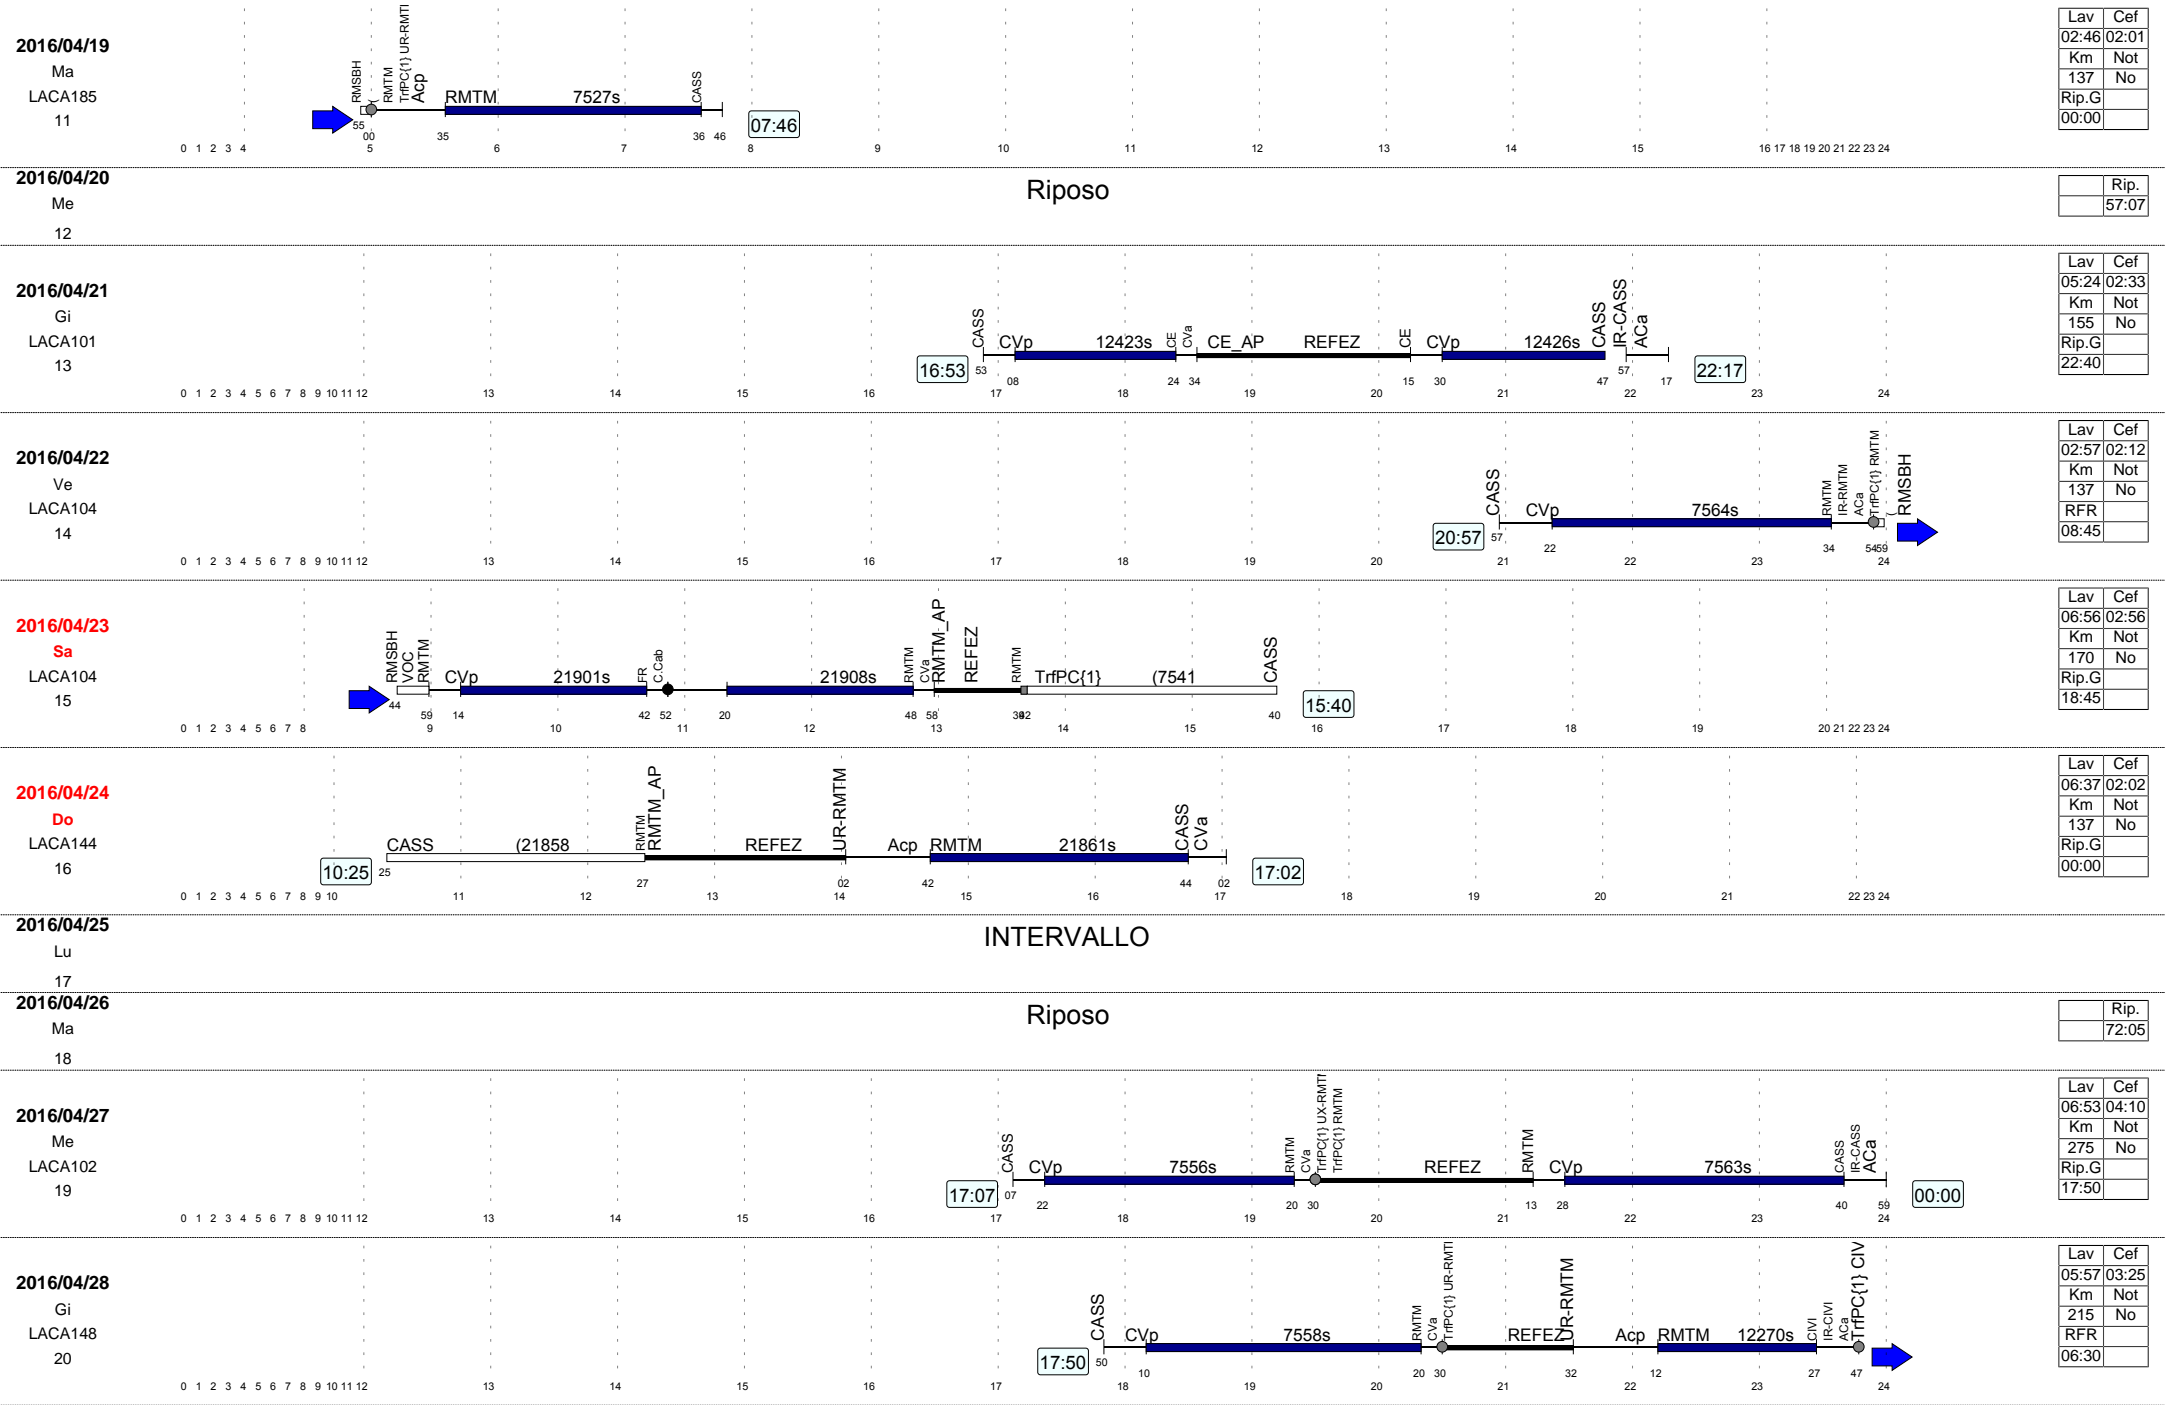 2016/04/19
Ma
LACA185
11
RMSBH
RMTM
TrfPC{1} UR-RMTI
Acp
RMTM 7527s
CASS
55 00 35 36 46
07:46
0 1 2 3 4 5 6 7 8 9 10 11 12 13 14 15 16 17 18 19 20 21 22 23 24
Lav Cef
02:46 02:01
Km Not
137 No
Rip.G
00:00
2016/04/20
Me
12
Riposo
Rip.
57:07
2016/04/21
Gi
LACA101
13
16:53
CASS
CVp 12423s
CE
CVa
CE_AP REFEZ
CE
CVp 12426s
CASS
IR-CASS
ACa
53 08 24 34 15 30 47 57 17
22:17
0 1 2 3 4 5 6 7 8 9 10 11 12 13 14 15 16 17 18 19 20 21 22 23 24
Lav Cef
05:24 02:33
Km Not
155 No
Rip.G
22:40
2016/04/22
Ve
LACA104
14
20:57
CASS
CVp 7564s
RMTM
IR-RMTM
ACa
TrfPC{1} RMTM
( RMSBH
57 22 34 54 59
0 1 2 3 4 5 6 7 8 9 10 11 12 13 14 15 16 17 18 19 20 21 22 23 24
Lav Cef
02:57 02:12
Km Not
137 No
RFR
08:45
2016/04/23
Sa
LACA104
15
RMSBH
VOC
RMTM
CVp 21901s
FR
C.Cab
21908s
RMTM
CVa
RMTM_AP
REFEZ
RMTM
TrfPC{1} (7541
CASS
44 59 14 42 52 20 48 58 39 42 40
15:40
0 1 2 3 4 5 6 7 8 9 10 11 12 13 14 15 16 17 18 19 20 21 22 23 24
Lav Cef
06:56 02:56
Km Not
170 No
Rip.G
18:45
2016/04/24
Do
LACA144
16
10:25
CASS (21858
RMTM
RMTM_AP
REFEZ
UR-RMTM
Acp RMTM 21861s
CASS
CVa
25 27 02 42 44 02
17:02
0 1 2 3 4 5 6 7 8 9 10 11 12 13 14 15 16 17 18 19 20 21 22 23 24
Lav Cef
06:37 02:02
Km Not
137 No
Rip.G
00:00
2016/04/25
Lu
17
INTERVALLO
2016/04/26
Ma
18
Riposo
Rip.
72:05
2016/04/27
Me
LACA102
19
17:07
CASS
CVp 7556s
RMTM
CVa
TrfPC{1} UX-RMTI
TrfPC{1} RMTM
REFEZ
RMTM
CVp 7563s
CASS
IR-CASS
ACa
07 22 20 30 13 28 40 59
00:00
0 1 2 3 4 5 6 7 8 9 10 11 12 13 14 15 16 17 18 19 20 21 22 23 24
Lav Cef
06:53 04:10
Km Not
275 No
Rip.G
17:50
2016/04/28
Gi
LACA148
20
17:50
CASS
CVp 7558s
RMTM
CVa
TrfPC{1} UR-RMTI
REFEZ
UR-RMTM
Acp RMTM 12270s
CIVI
IR-CIVI
ACa
TrfPC{1} CIV
50 10 20 30 32 12 27 47
0 1 2 3 4 5 6 7 8 9 10 11 12 13 14 15 16 17 18 19 20 21 22 23 24
Lav Cef
05:57 03:25
Km Not
215 No
RFR
06:30